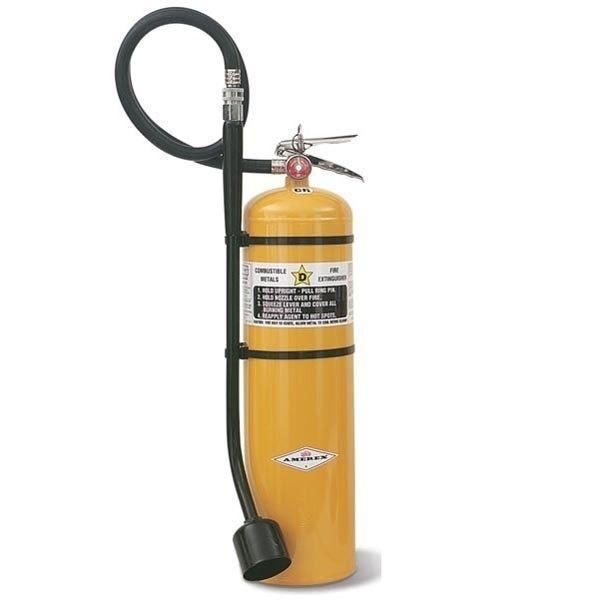 COMBUSTIBLE METALS
D
FIRE EXTINGUISHER
1. HOLD UPRIGHT - PULL RING PIN.
2. HOLD NOZZLE OVER FIRE.
3. SQUEEZE LEVER AND COVER ALL
BURNING METAL
4. REAPPLY AGENT TO HOT SPOTS.
AMEREX